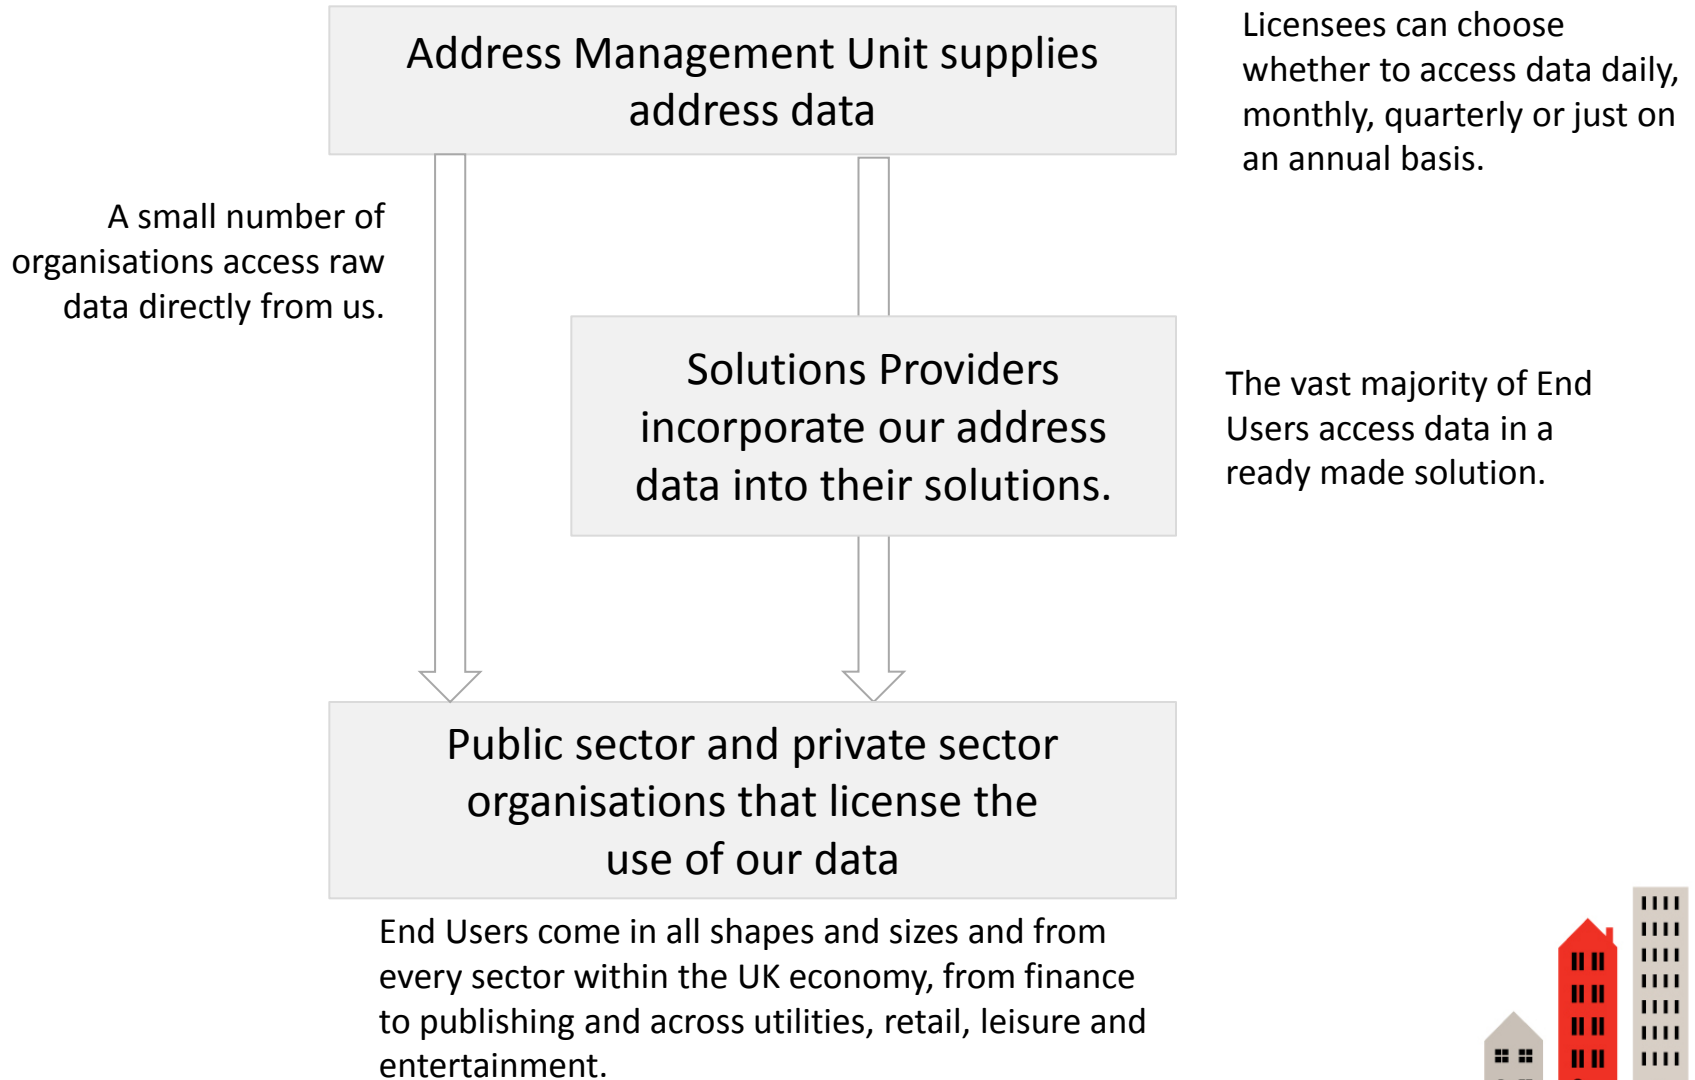 Address Management Unit supplies
address data
Licensees can choose
whether to access data daily,
monthly, quarterly or just on
an annual basis.
A small number of
organisations access raw
data directly from us.
Solutions Providers
incorporate our address
data into their solutions.
The vast majority of End
Users access data in a
ready made solution.
Public sector and private sector
organisations that license the
use of our data
End Users come in all shapes and sizes and from
every sector within the UK economy, from finance
to publishing and across utilities, retail, leisure and
entertainment.